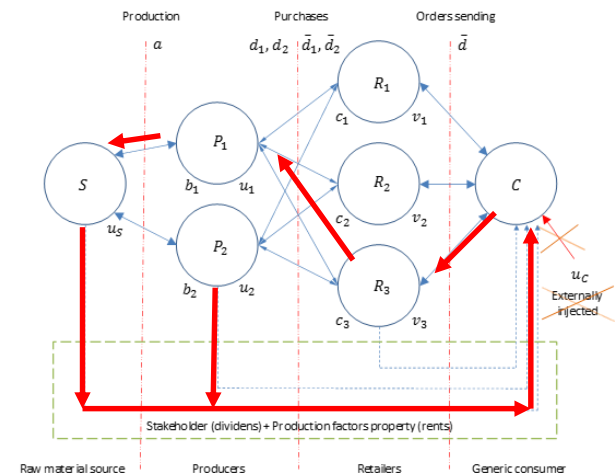 Production
Purchases
Orders sending
a
d₁, d₂
d̄₁, d̄₂
d̄
R₁
c₁
v₁
P₁
b₁
u₁
S
u_S
R₂
c₂
v₂
C
P₂
b₂
u₂
R₃
c₃
v₃
u_C
Externally
injected
Stakeholder (dividens) + Production factors property (rents)
Raw material source
Producers
Retailers
Generic consumer